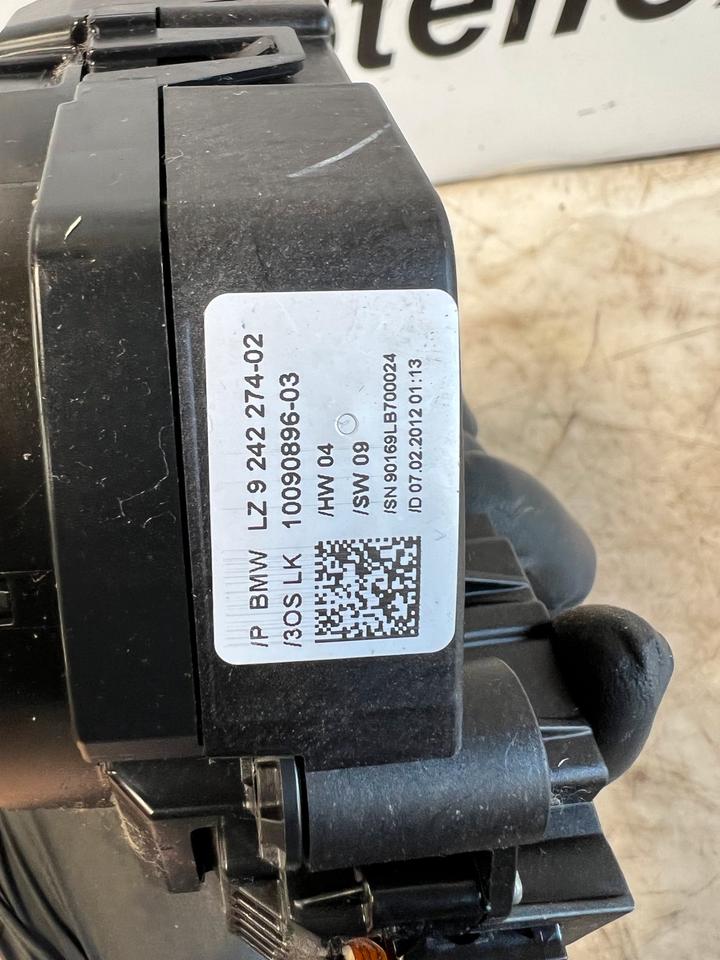 /P BMW LZ 9 242 274-02
/3OS LK 10090896-03
/HW 04
/SW 09
/SN 90169LB700024
/D 07.02.2012 01:13